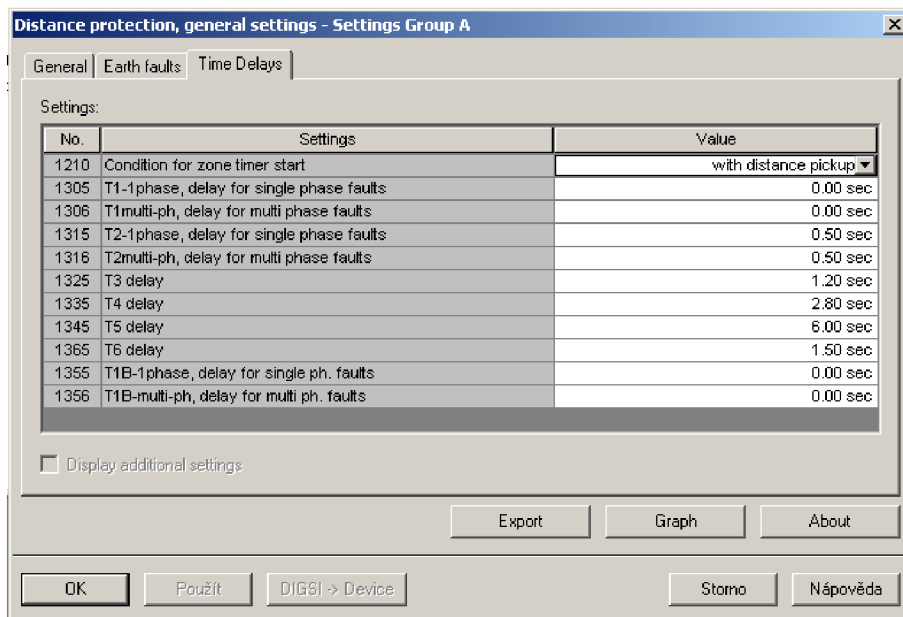 Distance protection, general settings - Settings Group A
General Earth faults Time Delays
Settings:
No. Settings Value
1210 Condition for zone timer start with distance pickup
1305 T1-1phase, delay for single phase faults 0.00 sec
1306 T1multi-ph, delay for multi phase faults 0.00 sec
1315 T2-1phase, delay for single phase faults 0.50 sec
1316 T2multi-ph, delay for multi phase faults 0.50 sec
1325 T3 delay 1.20 sec
1335 T4 delay 2.80 sec
1345 T5 delay 6.00 sec
1365 T6 delay 1.50 sec
1355 T1B-1phase, delay for single ph. faults 0.00 sec
1356 T1B-multi-ph, delay for multi ph. faults 0.00 sec
Display additional settings
Export Graph About
OK Použít DIGSI -> Device Storno Nápověda